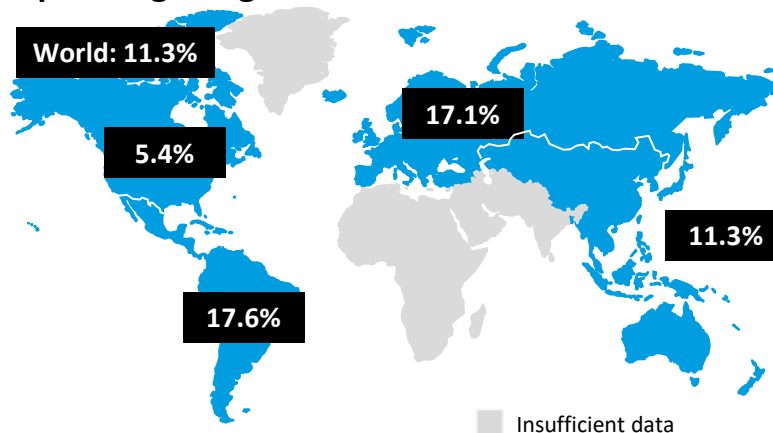 World: 11.3%
17.1%
5.4%
11.3%
17.6%
Insufficient data